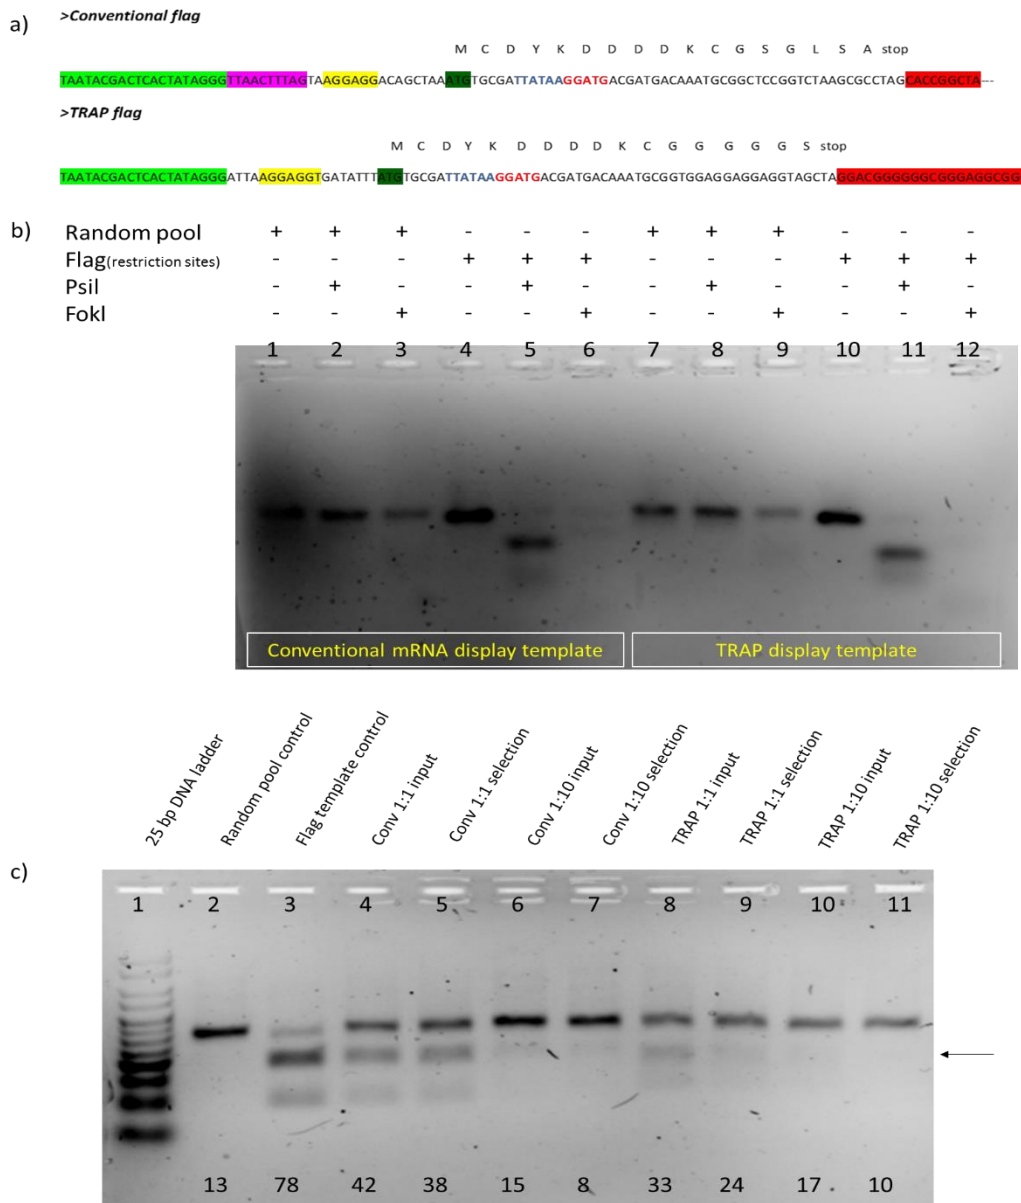 a)
>Conventional flag
M C D Y K D D D D K C G S G L S A stop
TAATACGACTCACTATAGGGTTAACTTTAGTAAGGAGGACAGCTAAATGTGCGATTATAAGGATGACGATGACAAATGCGGCTCCGGTCTAAGCGCCTAGCACCGGCTA---
>TRAP flag
M C D Y K D D D D K C G G G G G S stop
TAATACGACTCACTATAGGGATTAAGGAGGTGATATTTATGTGCGATTATAAGGATGACGATGACAAATGCGGTGGAGGAGGAGGTAGCTAGGACGGGGGGCGGGAGGCGG
b)
Random pool + + + - - - + + + - - -
Flag(restriction sites) - - - + + + - - - + + +
PsiI - + - - + - - + - - + -
FokI - - + - - + - - + - - +
1 2 3 4 5 6 7 8 9 10 11 12
Conventional mRNA display template TRAP display template
25 bp DNA ladder
Random pool control
Flag template control
Conv 1:1 input
Conv 1:1 selection
Conv 1:10 input
Conv 1:10 selection
TRAP 1:1 input
TRAP 1:1 selection
TRAP 1:10 input
TRAP 1:10 selection
c)
1 2 3 4 5 6 7 8 9 10 11
13 78 42 38 15 8 33 24 17 10